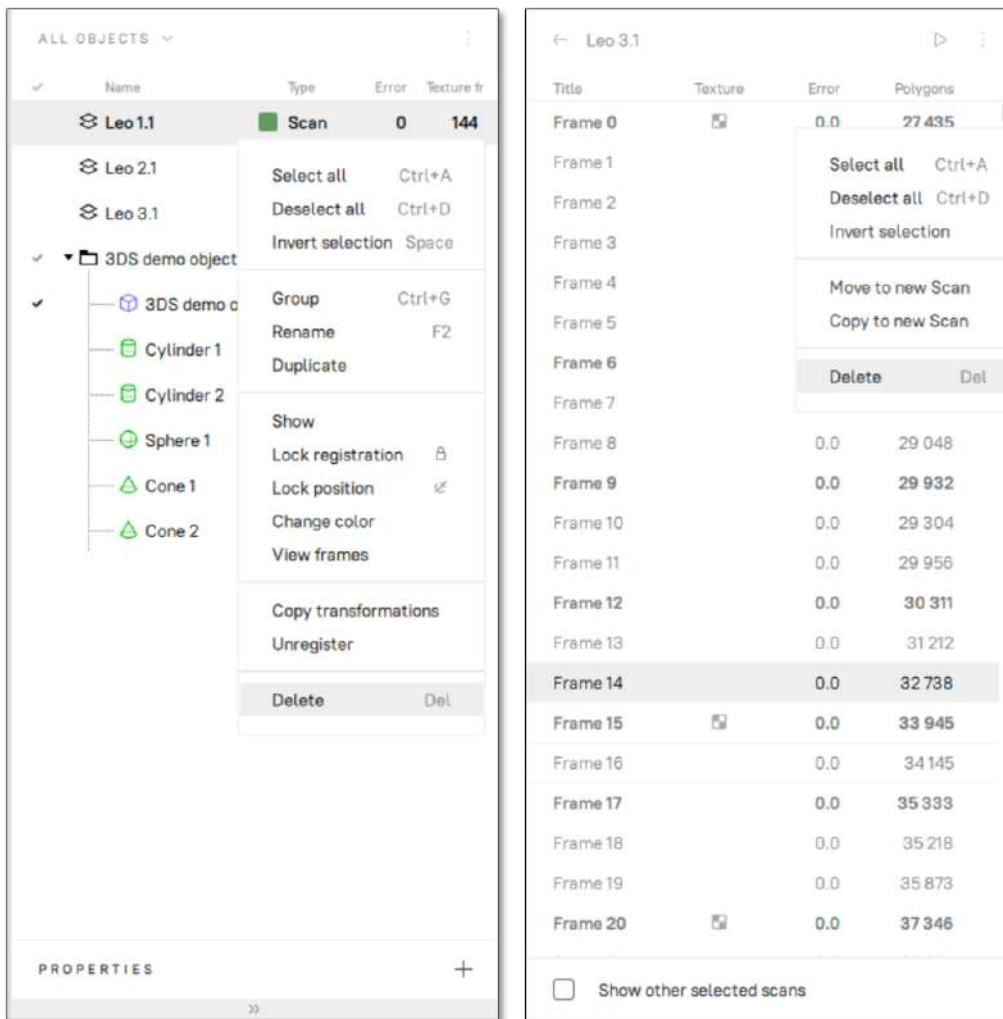 ALL OBJECTS
Name Type Error Texture fr
Leo 1.1 Scan 0 144
Leo 2.1
Leo 3.1
3DS demo object
3DS demo o
Cylinder 1
Cylinder 2
Sphere 1
Cone 1
Cone 2
Select all Ctrl+A
Deselect all Ctrl+D
Invert selection Space
Group Ctrl+G
Rename F2
Duplicate
Show
Lock registration
Lock position
Change color
View frames
Copy transformations
Unregister
Delete Del
PROPERTIES
Leo 3.1
Title Texture Error Polygons
Frame 0 0.0 27 435
Frame 1
Frame 2
Frame 3
Frame 4
Frame 5
Frame 6
Frame 7
Frame 8 0.0 29 048
Frame 9 0.0 29 932
Frame 10 0.0 29 304
Frame 11 0.0 29 956
Frame 12 0.0 30 311
Frame 13 0.0 31 212
Frame 14 0.0 32 738
Frame 15 0.0 33 945
Frame 16 0.0 34 145
Frame 17 0.0 35 333
Frame 18 0.0 35 218
Frame 19 0.0 35 873
Frame 20 0.0 37 346
Select all Ctrl+A
Deselect all Ctrl+D
Invert selection
Move to new Scan
Copy to new Scan
Delete Del
Show other selected scans